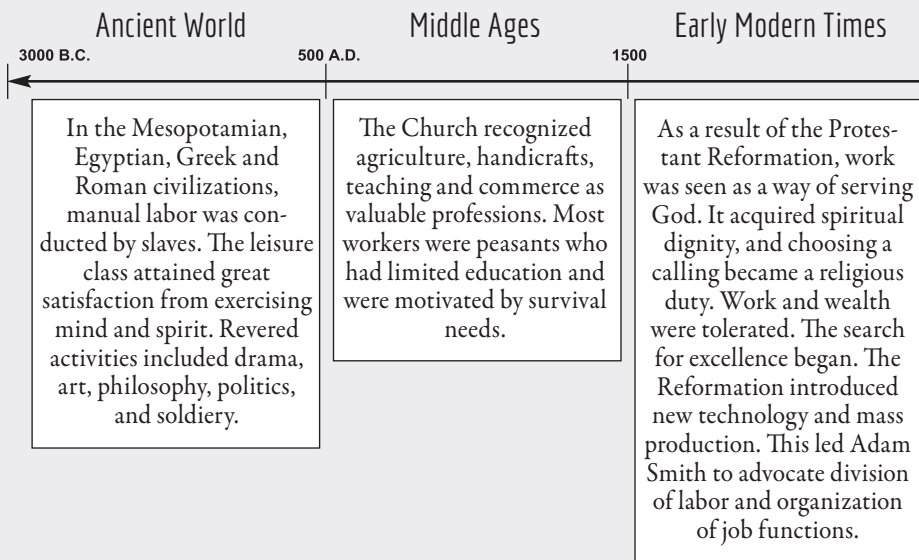 Ancient World
Middle Ages
Early Modern Times
3000 B.C.
500 A.D.
1500
In the Mesopotamian,
Egyptian, Greek and
Roman civilizations,
manual labor was con-
ducted by slaves. The leisure
class attained great
satisfaction from exercising
mind and spirit. Revered
activities included drama,
art, philosophy, politics,
and soldiery.
The Church recognized
agriculture, handicrafts,
teaching and commerce as
valuable professions. Most
workers were peasants who
had limited education and
were motivated by survival
needs.
As a result of the Protes-
tant Reformation, work
was seen as a way of serving
God. It acquired spiritual
dignity, and choosing a
calling became a religious
duty. Work and wealth
were tolerated. The search
for excellence began. The
Reformation introduced
new technology and mass
production. This led Adam
Smith to advocate division
of labor and organization
of job functions.